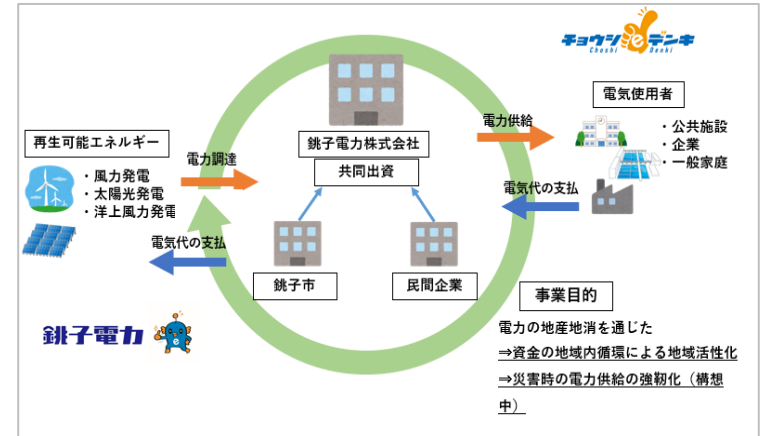 チョウシeデンキ
Choshi Denki
電気使用者
・公共施設
・企業
・一般家庭
電力供給
電気代の支払
銚子電力株式会社
共同出資
再生可能エネルギー
・風力発電
・太陽光発電
・洋上風力発電
電力調達
電気代の支払
銚子市
民間企業
銚子電力
e
事業目的
電力の地産地消を通じた
⇒資金の地域内循環による地域活性化
⇒災害時の電力供給の強靭化（構想
中）